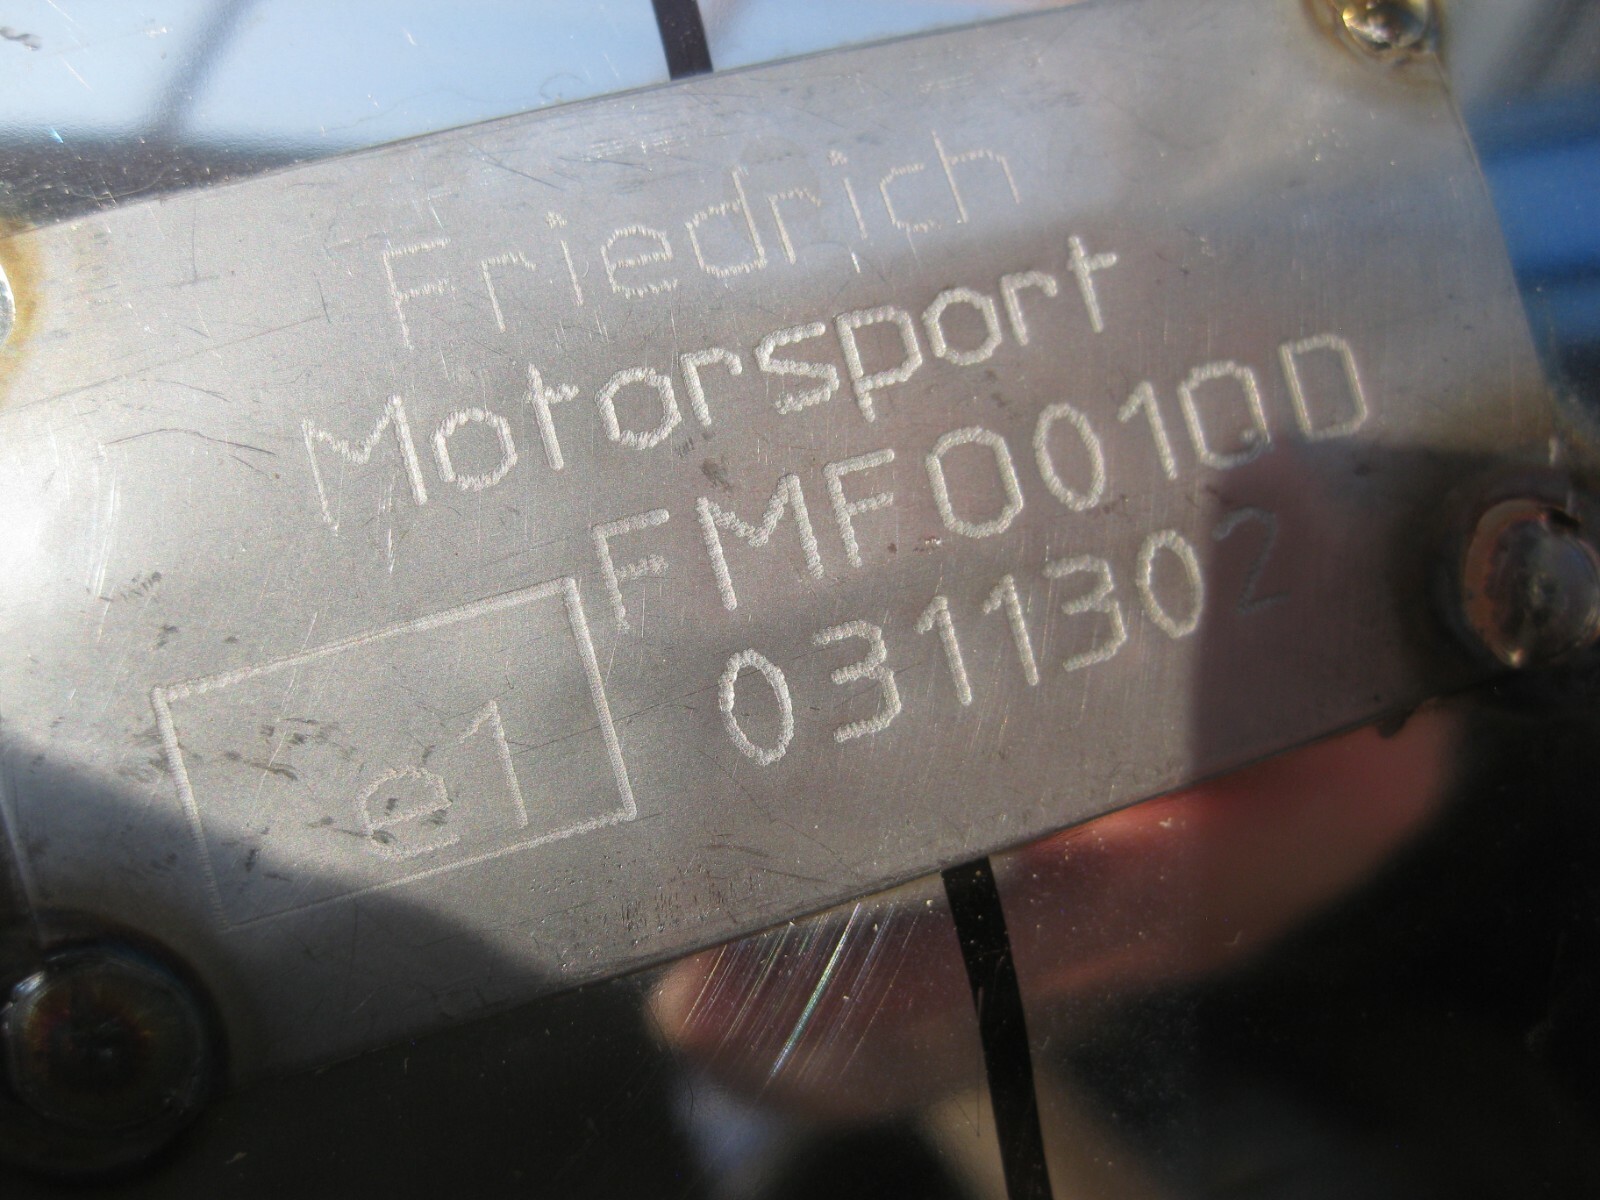 Friedrich
Motorsport
FMF0010D
e1 0311302